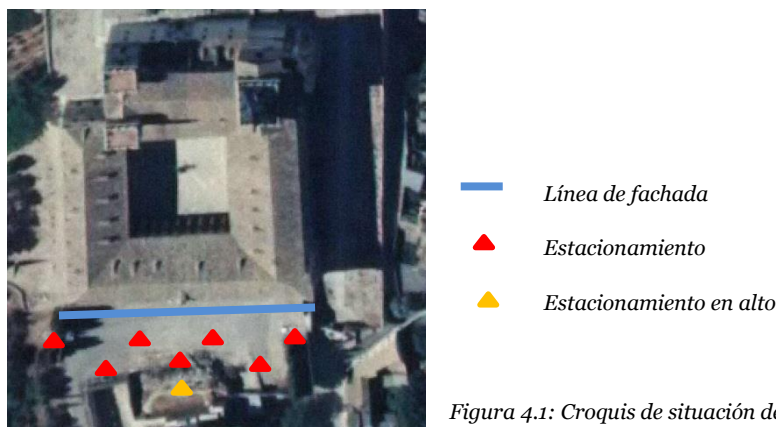 Línea de fachada
Estacionamiento
Estacionamiento en alto
Figura 4.1: Croquis de situación de